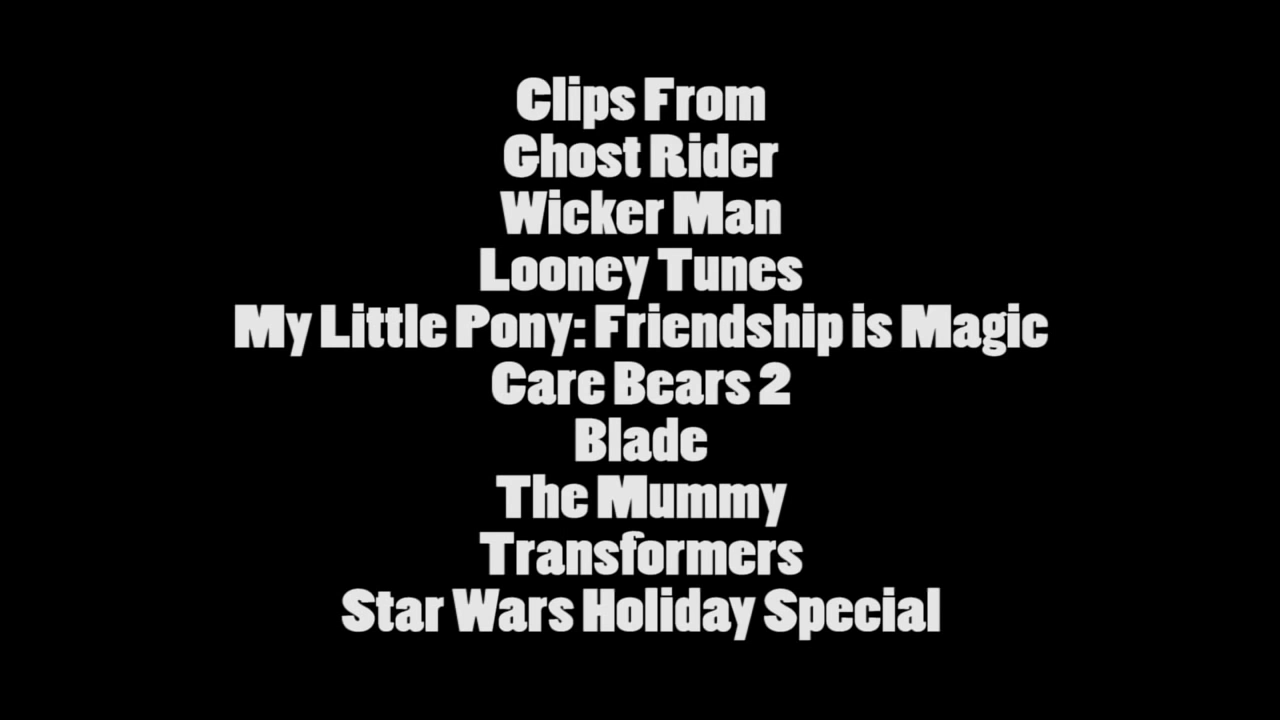 Clips From
Ghost Rider
Wicker Man
Looney Tunes
My Little Pony: Friendship is Magic
Care Bears 2
Blade
The Mummy
Transformers
Star Wars Holiday Special